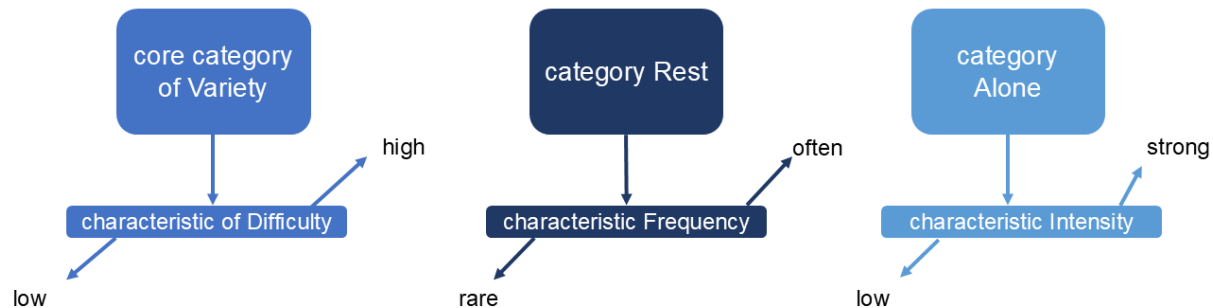 core category
of Variety
category Rest
category
Alone
high
often
strong
characteristic of Difficulty
characteristic Frequency
characteristic Intensity
low
rare
low